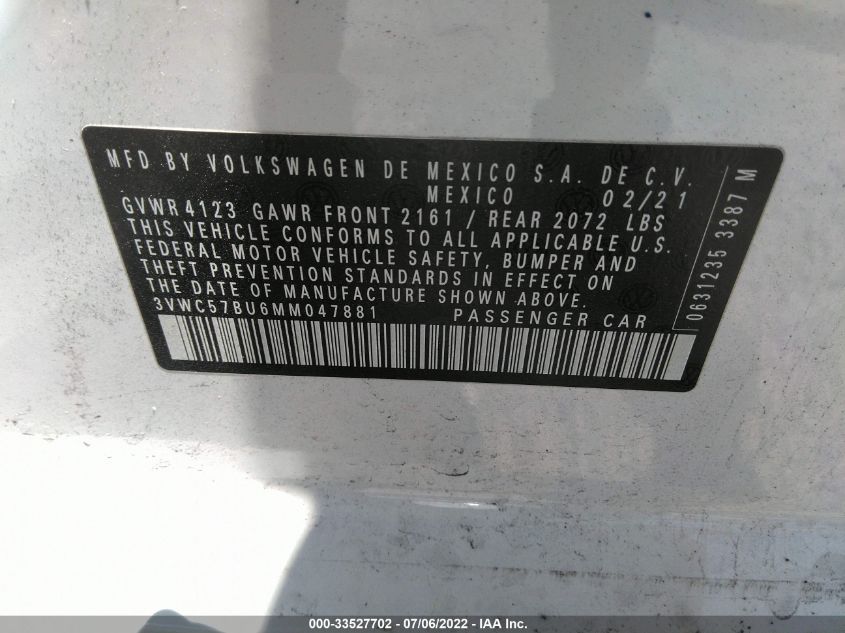 MFD BY VOLKSWAGEN DE MEXICO S.A. DE C.V.
MEXICO 02/21
GVWR 4123 GAWR FRONT 2161 / REAR 2072 LBS
THIS VEHICLE CONFORMS TO ALL APPLICABLE U.S.
FEDERAL MOTOR VEHICLE SAFETY, BUMPER AND
THEFT PREVENTION STANDARDS IN EFFECT ON
THE DATE OF MANUFACTURE SHOWN ABOVE.
3VWC57BU6MM047881 PASSENGER CAR
0631235 3387 M
000-33527702 - 07/06/2022 - IAA Inc.